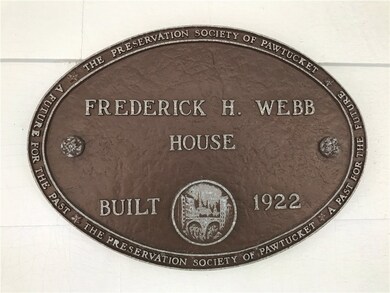 THE PRESERVATION SOCIETY OF PAWTUCKET
A PAST FOR THE FUTURE
THE PRESERVATION SOCIETY OF PAWTUCKET
A FUTURE FOR THE PAST
FREDERICK H. WEBB
HOUSE
BUILT 1922